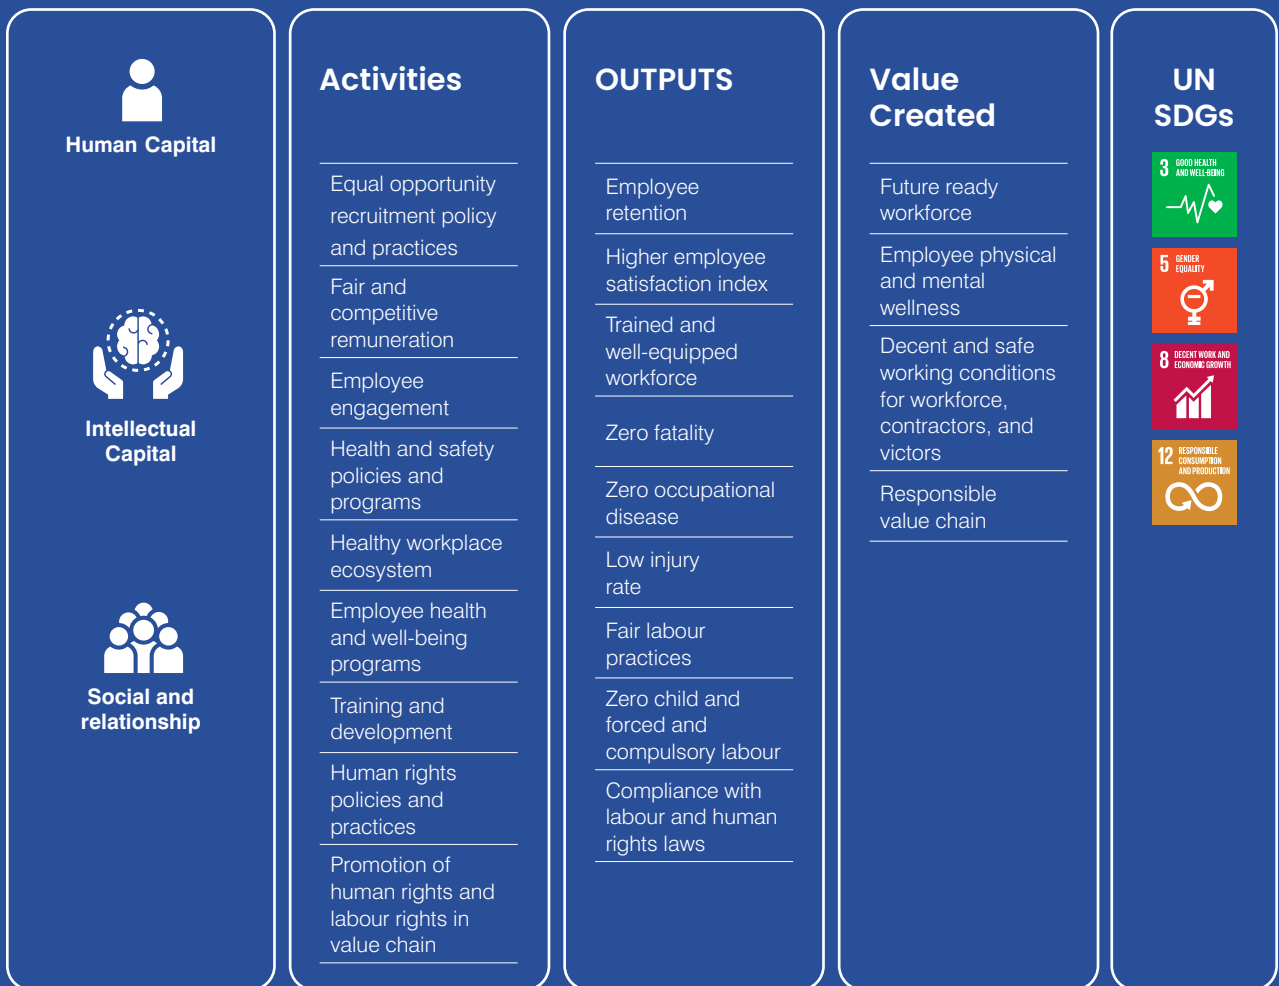 Human Capital
Intellectual
Capital
Social and
relationship
Activities
Equal opportunity
recruitment policy
and practices
Fair and
competitive
remuneration
Employee
engagement
Health and safety
policies and
programs
Healthy workplace
ecosystem
Employee health
and well-being
programs
Training and
development
Human rights
policies and
practices
Promotion of
human rights and
labour rights in
value chain
OUTPUTS
Employee
retention
Higher employee
satisfaction index
Trained and
well-equipped
workforce
Zero fatality
Zero occupational
disease
Low injury
rate
Fair labour
practices
Zero child and
forced and
compulsory labour
Compliance with
labour and human
rights laws
Value
Created
Future ready
workforce
Employee physical
and mental
wellness
Decent and safe
working conditions
for workforce,
contractors, and
victors
Responsible
value chain
UN
SDGs
3 GOOD HEALTH
AND WELL-BEING
5 GENDER
EQUALITY
8 DECENT WORK AND
ECONOMIC GROWTH
12 RESPONSIBLE
CONSUMPTION
AND PRODUCTION